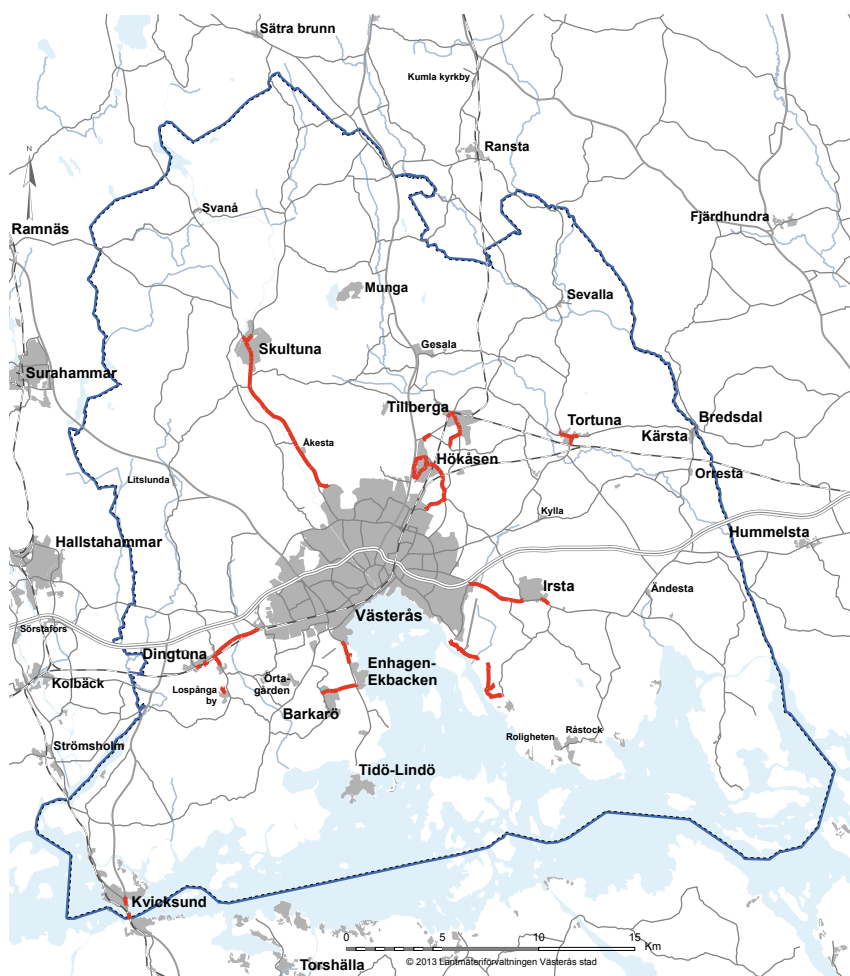 Sätra brunn
Kumla kyrkby
Ransta
N
Svanå
Fjärdhundra
Ramnäs
Munga
Sevalla
Gesala
Skultuna
Surahammar
Tillberga
Tortuna
Bredsdal
Kärsta
Åkesta
Hökåsen
Orresta
Litslunda
Kylla
Hummelsta
Hallstahammar
Irsta
Ändesta
Västerås
Sörstafors
Dingtuna
Enhagen-
Ekbacken
Örta-
gården
Kolbäck
Lospånga
by
Barkarö
Roligheten
Råstock
Strömsholm
Tidö-Lindö
Kvicksund
0 5 10 15
Km
© 2013 Lantmäteriförvaltningen Västerås stad
Torshälla